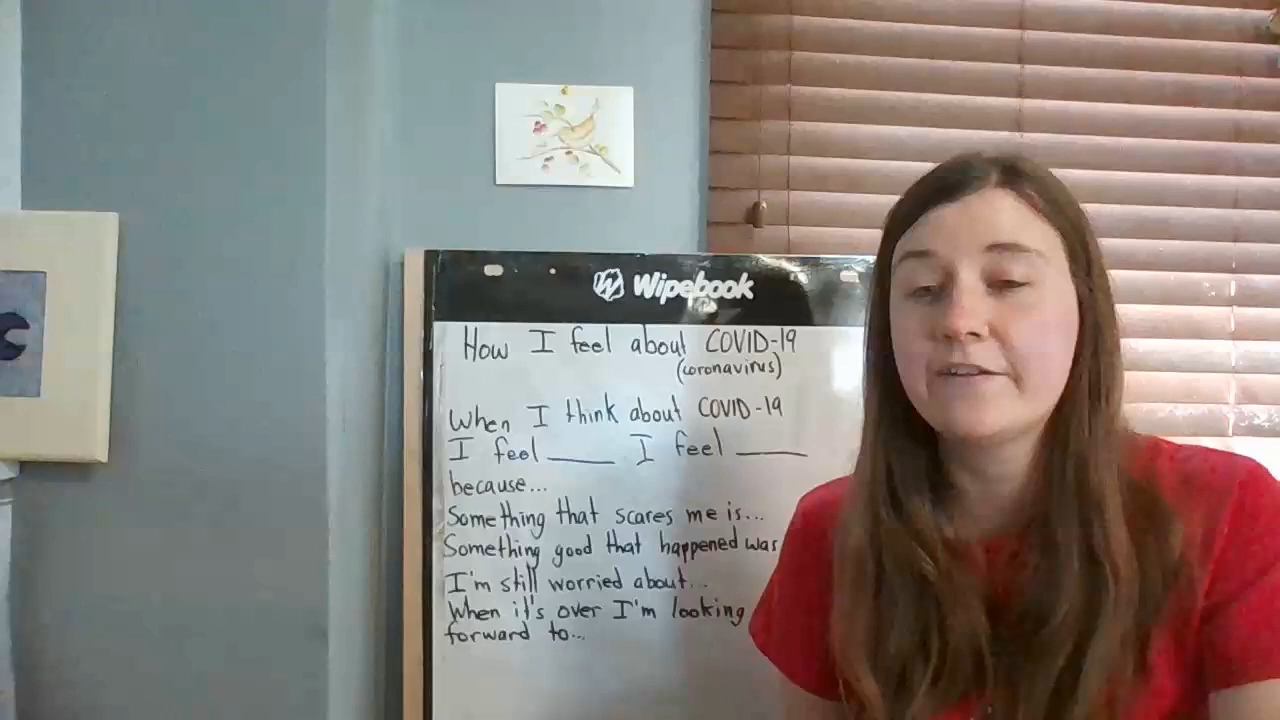 Wipebook
How I feel about COVID-19
(coronavirus)
When I think about COVID-19
I feel ____ I feel ____
because...
Something that scares me is...
Something good that happened was
I'm still worried about...
When it's over I'm looking
forward to...